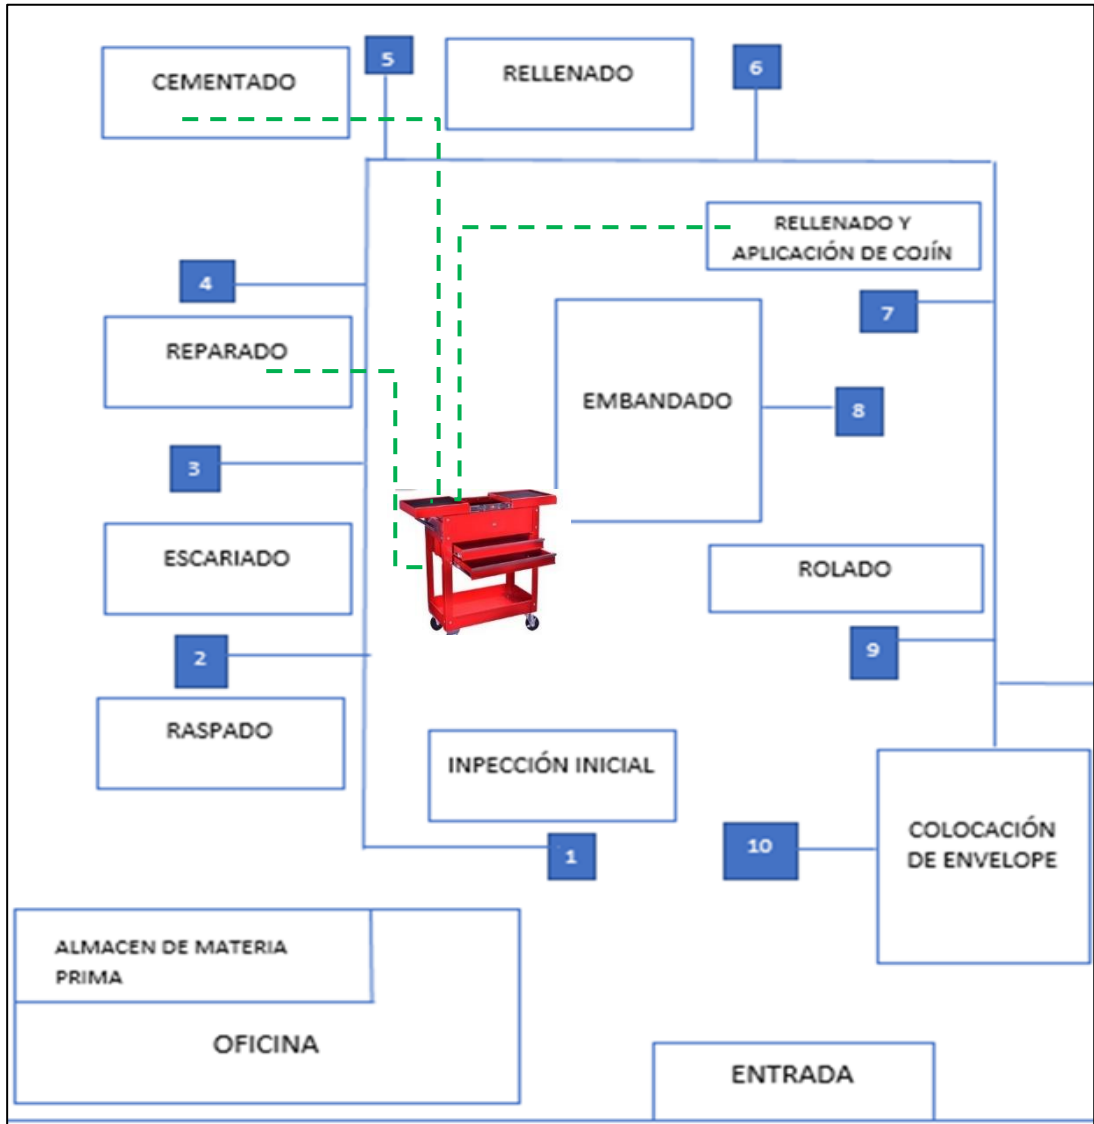 CEMENTADO
5
RELLENADO
6
RELLENADO Y
APLICACIÓN DE COJÍN
4
7
REPARADO
EMBANDADO
8
3
ESCARIADO
ROLADO
2
9
RASPADO
INPECCIÓN INICIAL
1
10
COLOCACIÓN
DE ENVELOPE
ALMACEN DE MATERIA
PRIMA
OFICINA
ENTRADA